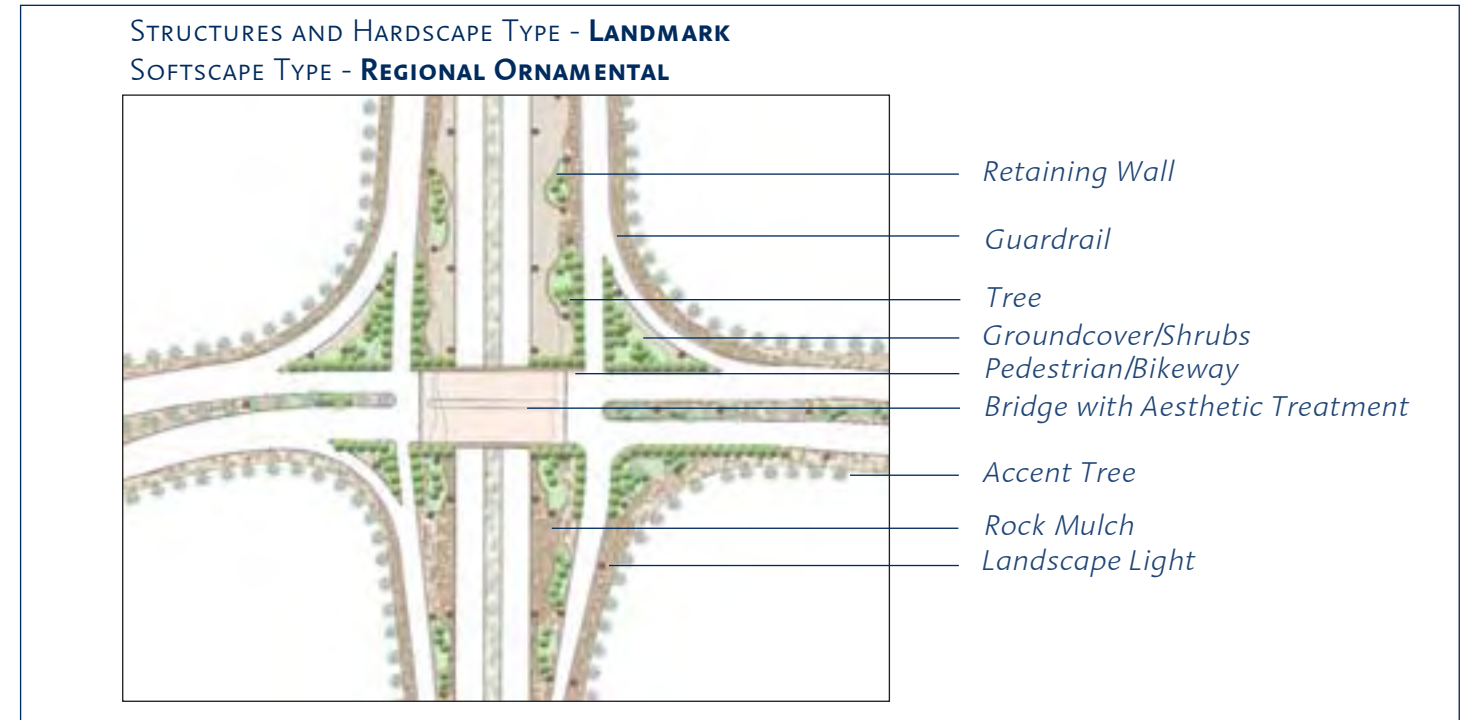 Structures and Hardscape Type - Landmark
Softscape Type - Regional Ornamental
Retaining Wall
Guardrail
Tree
Groundcover/Shrubs
Pedestrian/Bikeway
Bridge with Aesthetic Treatment
Accent Tree
Rock Mulch
Landscape Light